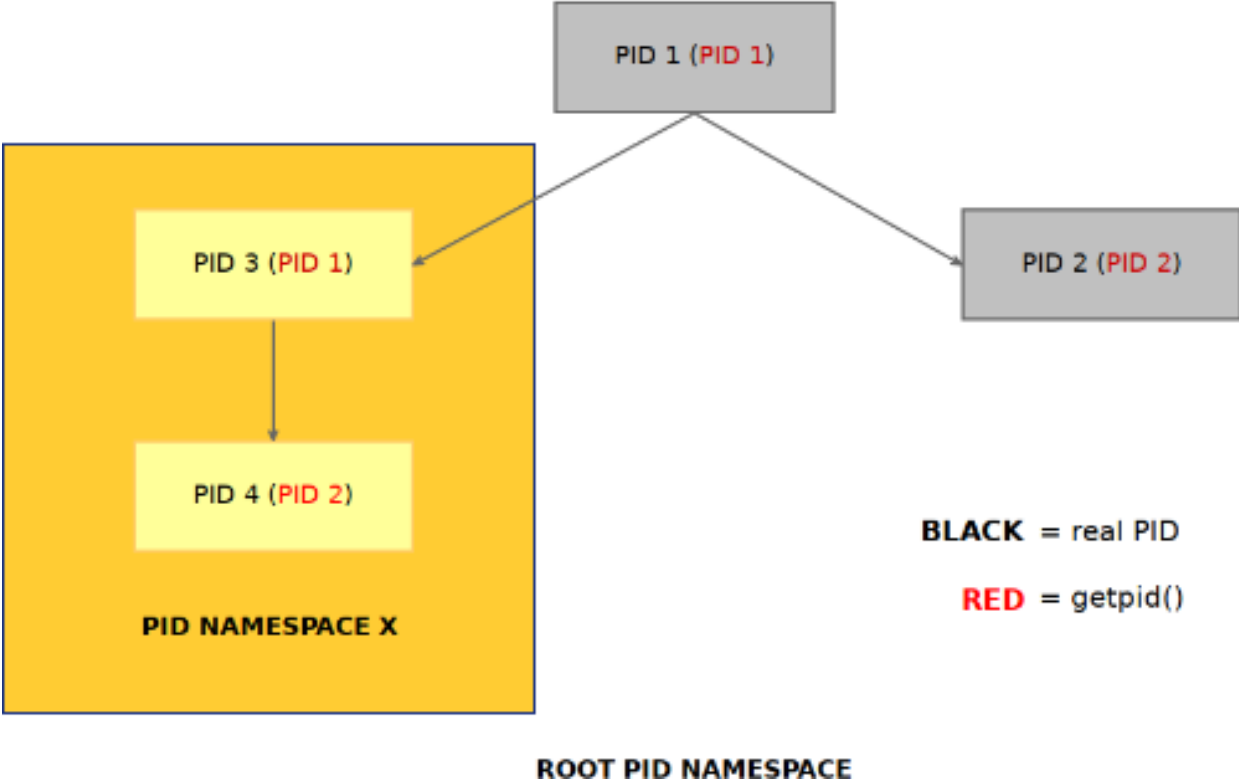 PID 1 (PID 1)
PID 3 (PID 1)
PID 2 (PID 2)
PID 4 (PID 2)
BLACK = real PID
RED = getpid()
PID NAMESPACE X
ROOT PID NAMESPACE